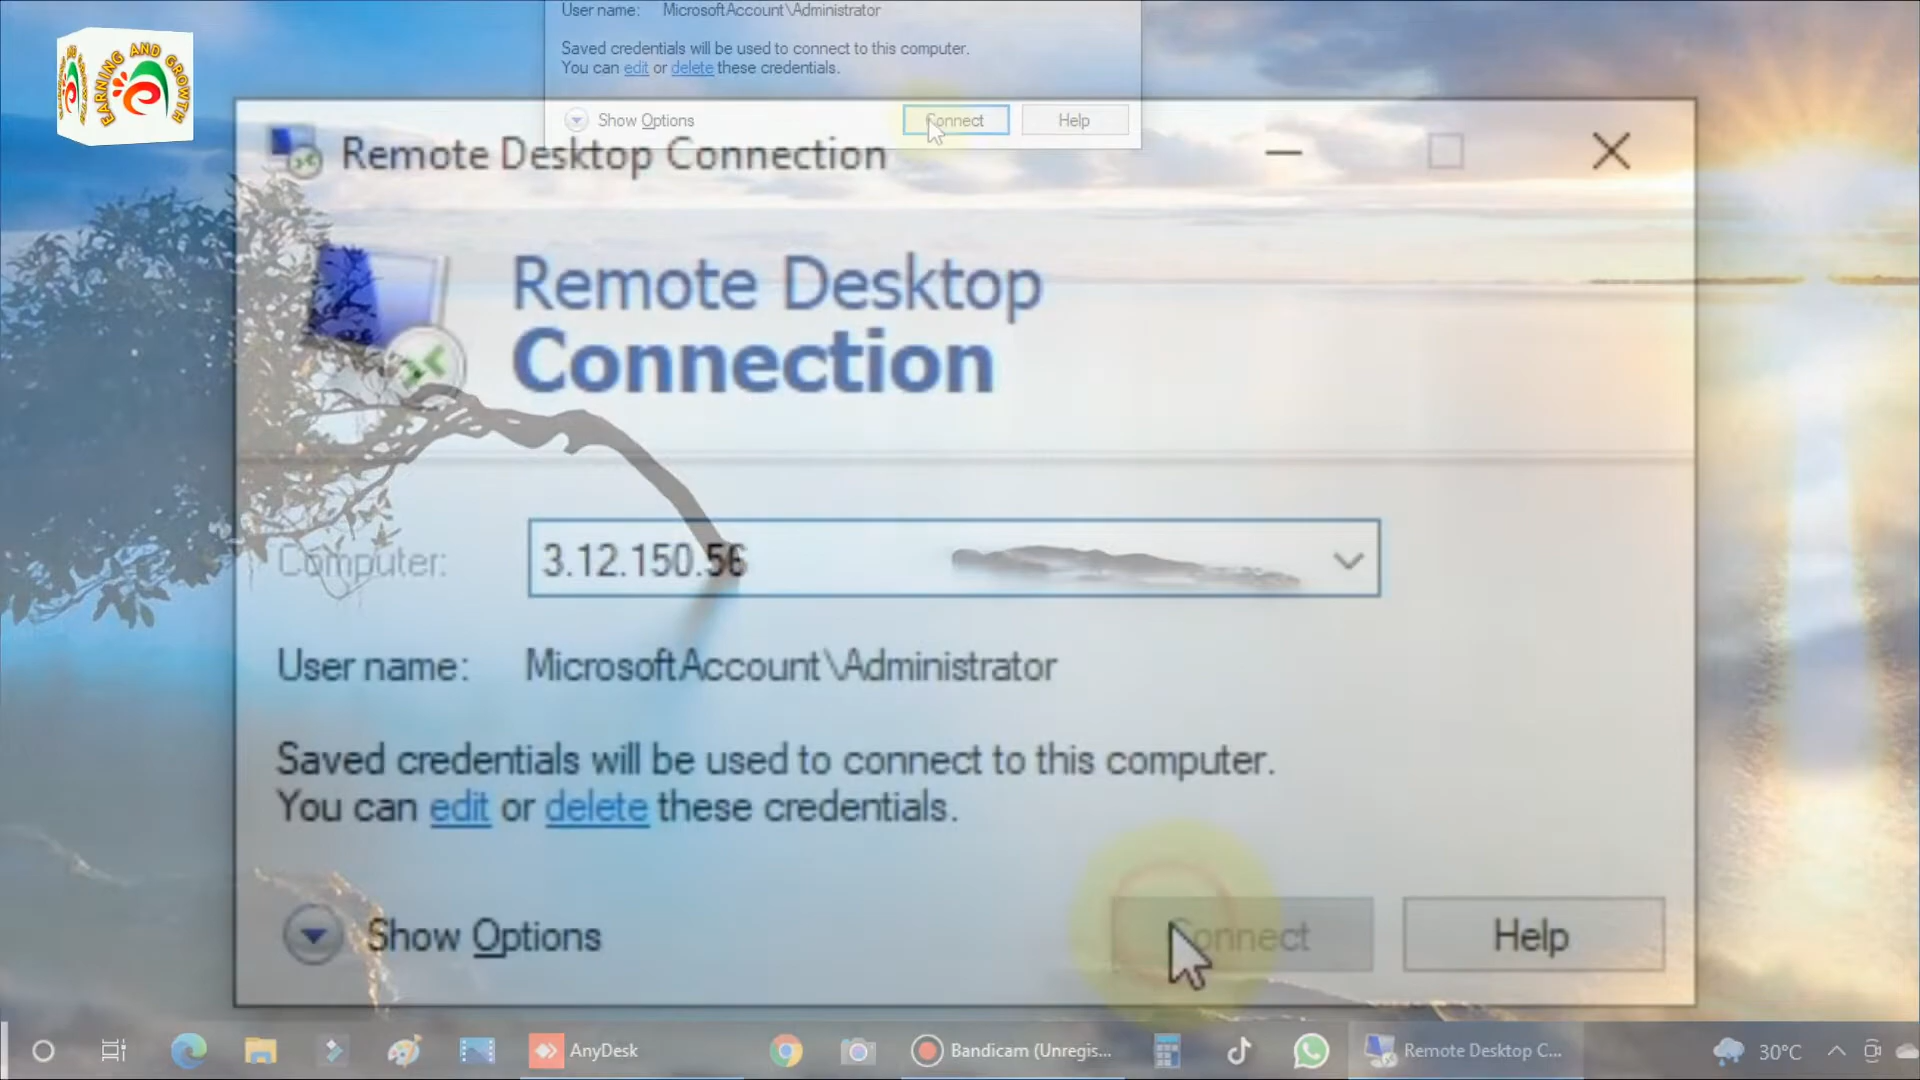 User name: MicrosoftAccount\Administrator
Saved credentials will be used to connect to this computer.
You can edit or delete these credentials.
Show Options
Connect
Help
EARNING AND GROWTH
Remote Desktop Connection
Remote Desktop
Connection
Computer: 3.12.150.56
User name: MicrosoftAccount\Administrator
Saved credentials will be used to connect to this computer.
You can edit or delete these credentials.
Show Options
Connect
Help
AnyDesk
Bandicam (Unregis...
Remote Desktop C...
30°C